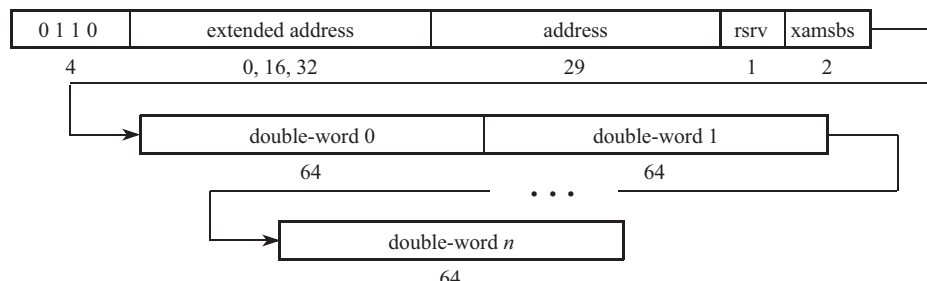 0 1 1 0 extended address address rsrv xamsbs
4 0, 16, 32 29 1 2
double-word 0 double-word 1
64 64
• • •
double-word n
64